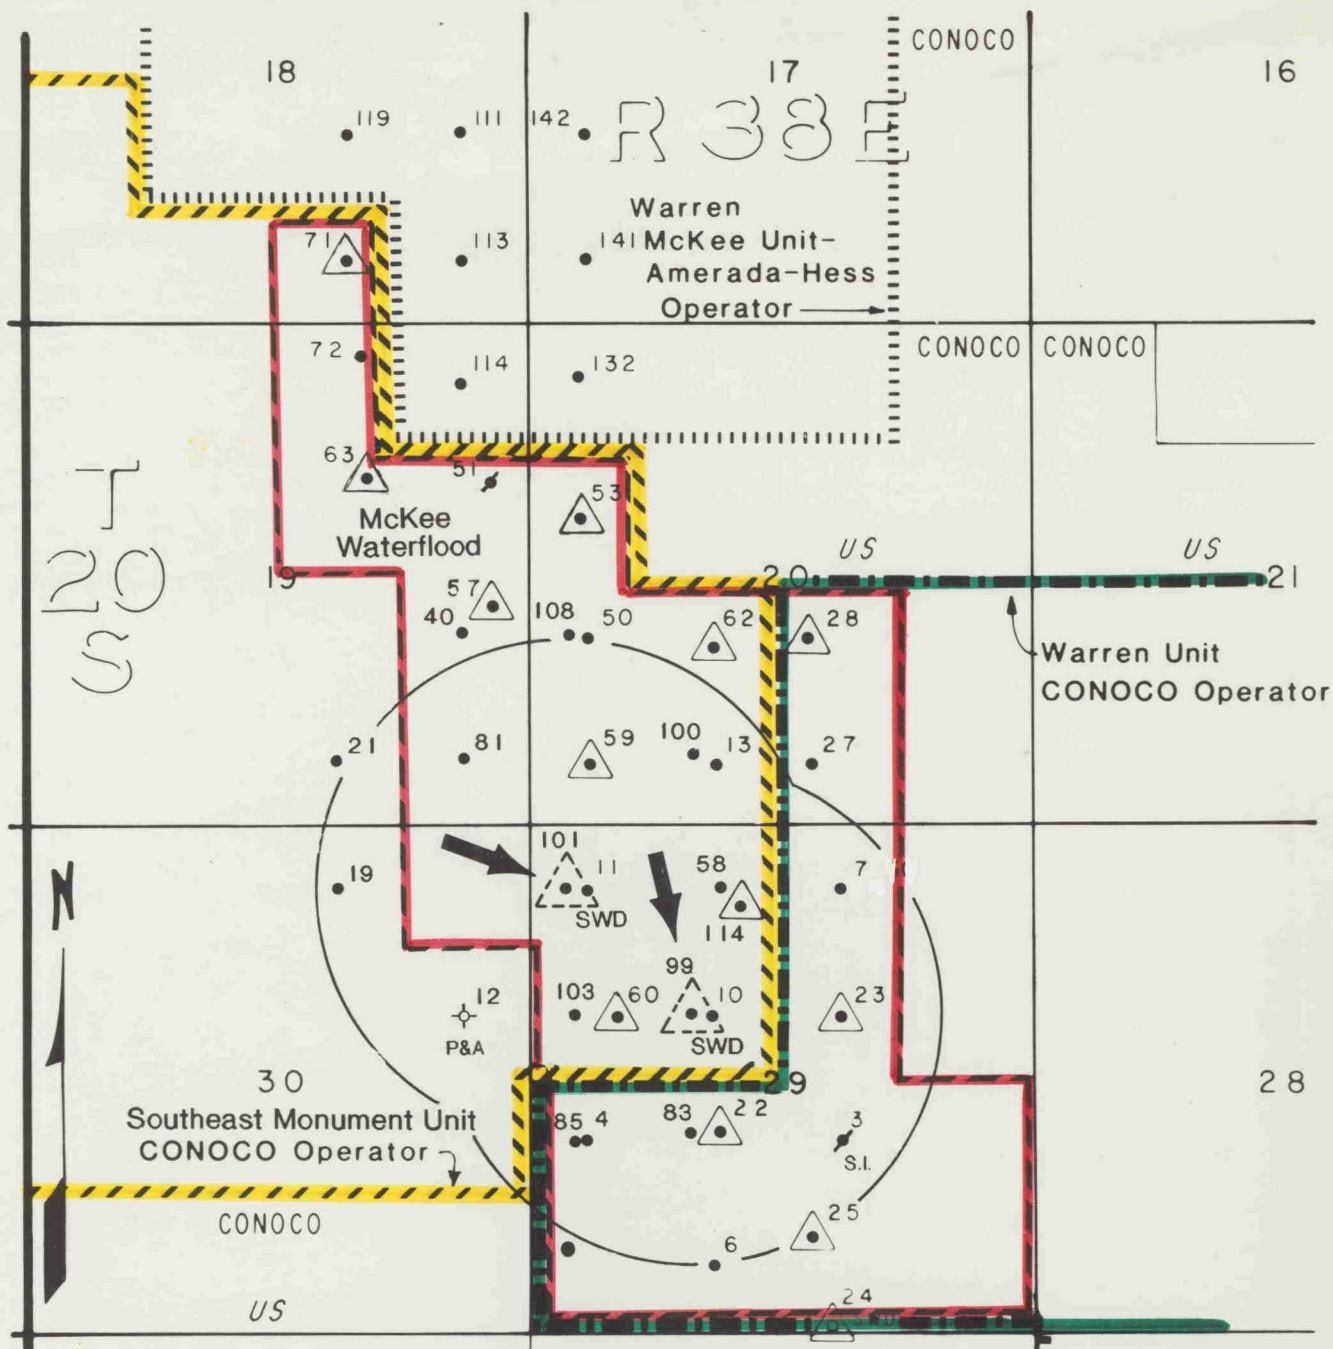 CONOCO
18
17
16
119
111
142
R 38 E
Warren
McKee Unit-
Amerada-Hess
Operator
71
113
141
CONOCO
CONOCO
72
114
132
63
51
53
T
20
S
McKee
Waterflood
US
US
19
20
21
57
40
108
50
62
28
Warren Unit
CONOCO Operator
21
81
59
100
13
27
101
11
SWD
58
7
19
114
99
10
SWD
N
12
P&A
103
60
23
30
29
28
Southeast Monument Unit
CONOCO Operator
85
4
83
22
3
S.I.
CONOCO
25
6
US
24
SWD